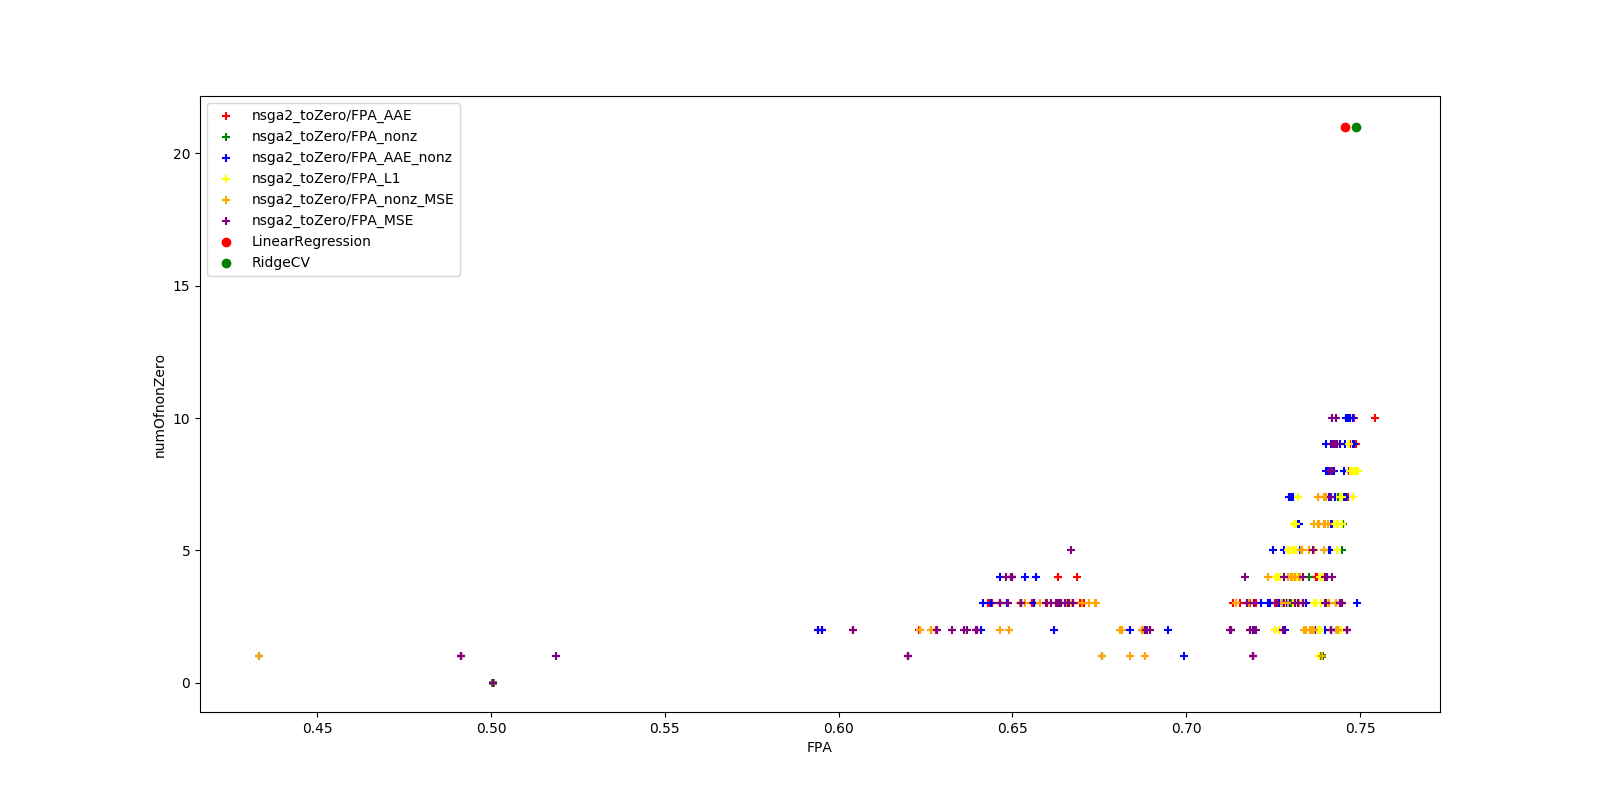 nsga2_toZero/FPA_AAE
nsga2_toZero/FPA_nonz
nsga2_toZero/FPA_AAE_nonz
nsga2_toZero/FPA_L1
nsga2_toZero/FPA_nonz_MSE
nsga2_toZero/FPA_MSE
LinearRegression
RidgeCV
numOfnonZero
20
15
10
5
0
0.45 0.50 0.55 0.60 0.65 0.70 0.75
FPA